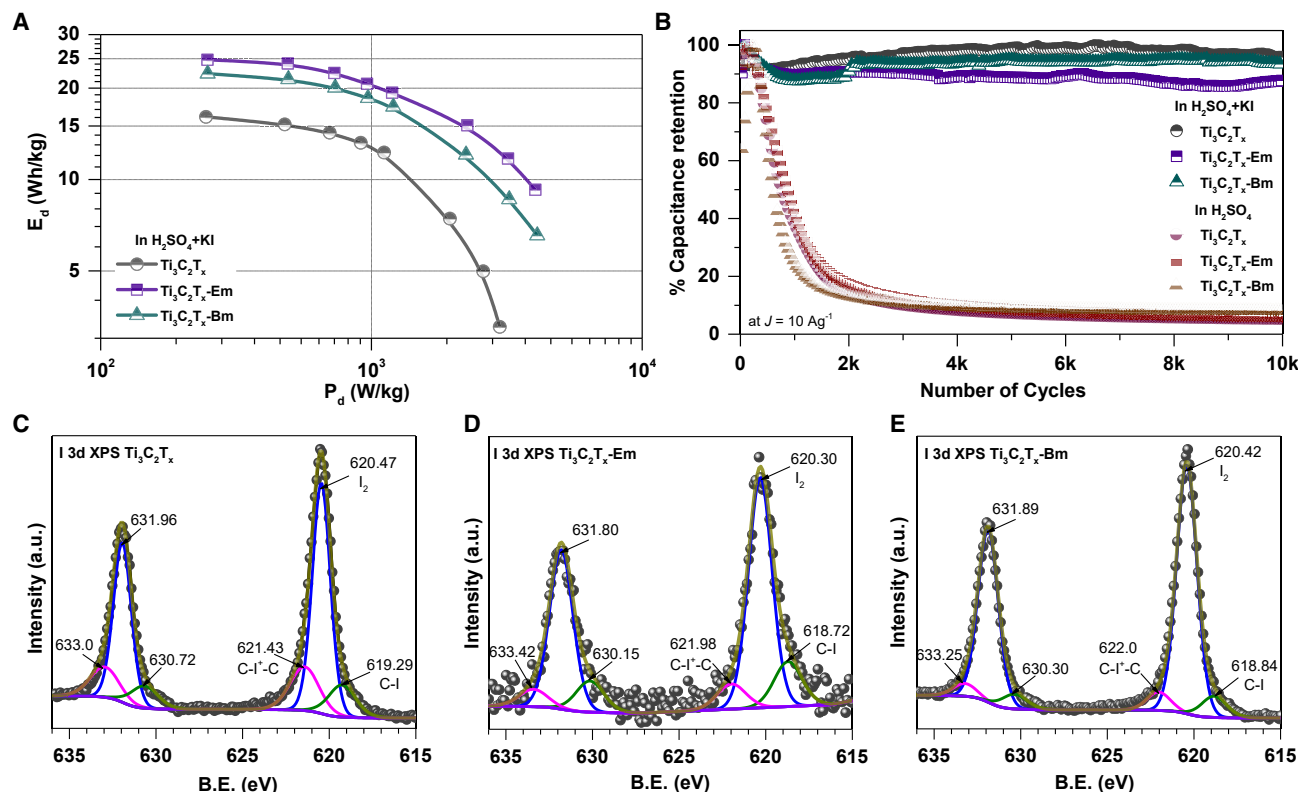 A
30
25
20
15
10
5
E_d (Wh/kg)
In H₂SO₄+KI
Ti₃C₂Tₓ
Ti₃C₂Tₓ-Em
Ti₃C₂Tₓ-Bm
10² 10³ 10⁴
P_d (W/kg)
B
100
80
60
40
20
0
% Capacitance retention
In H₂SO₄+KI
Ti₃C₂Tₓ
Ti₃C₂Tₓ-Em
Ti₃C₂Tₓ-Bm
In H₂SO₄
Ti₃C₂Tₓ
Ti₃C₂Tₓ-Em
Ti₃C₂Tₓ-Bm
at J = 10 Ag⁻¹
0 2k 4k 6k 8k 10k
Number of Cycles
C
I 3d XPS Ti₃C₂Tₓ
620.47
I₂
631.96
633.0
630.72
621.43
C-I⁺-C
619.29
C-I
Intensity (a.u.)
635 630 625 620 615
B.E. (eV)
D
I 3d XPS Ti₃C₂Tₓ-Em
620.30
I₂
631.80
633.42
630.15
621.98
C-I⁺-C
618.72
C-I
Intensity (a.u.)
635 630 625 620 615
B.E. (eV)
E
I 3d XPS Ti₃C₂Tₓ-Bm
620.42
I₂
631.89
633.25
630.30
622.0
C-I⁺-C
618.84
C-I
Intensity (a.u.)
635 630 625 620 615
B.E. (eV)